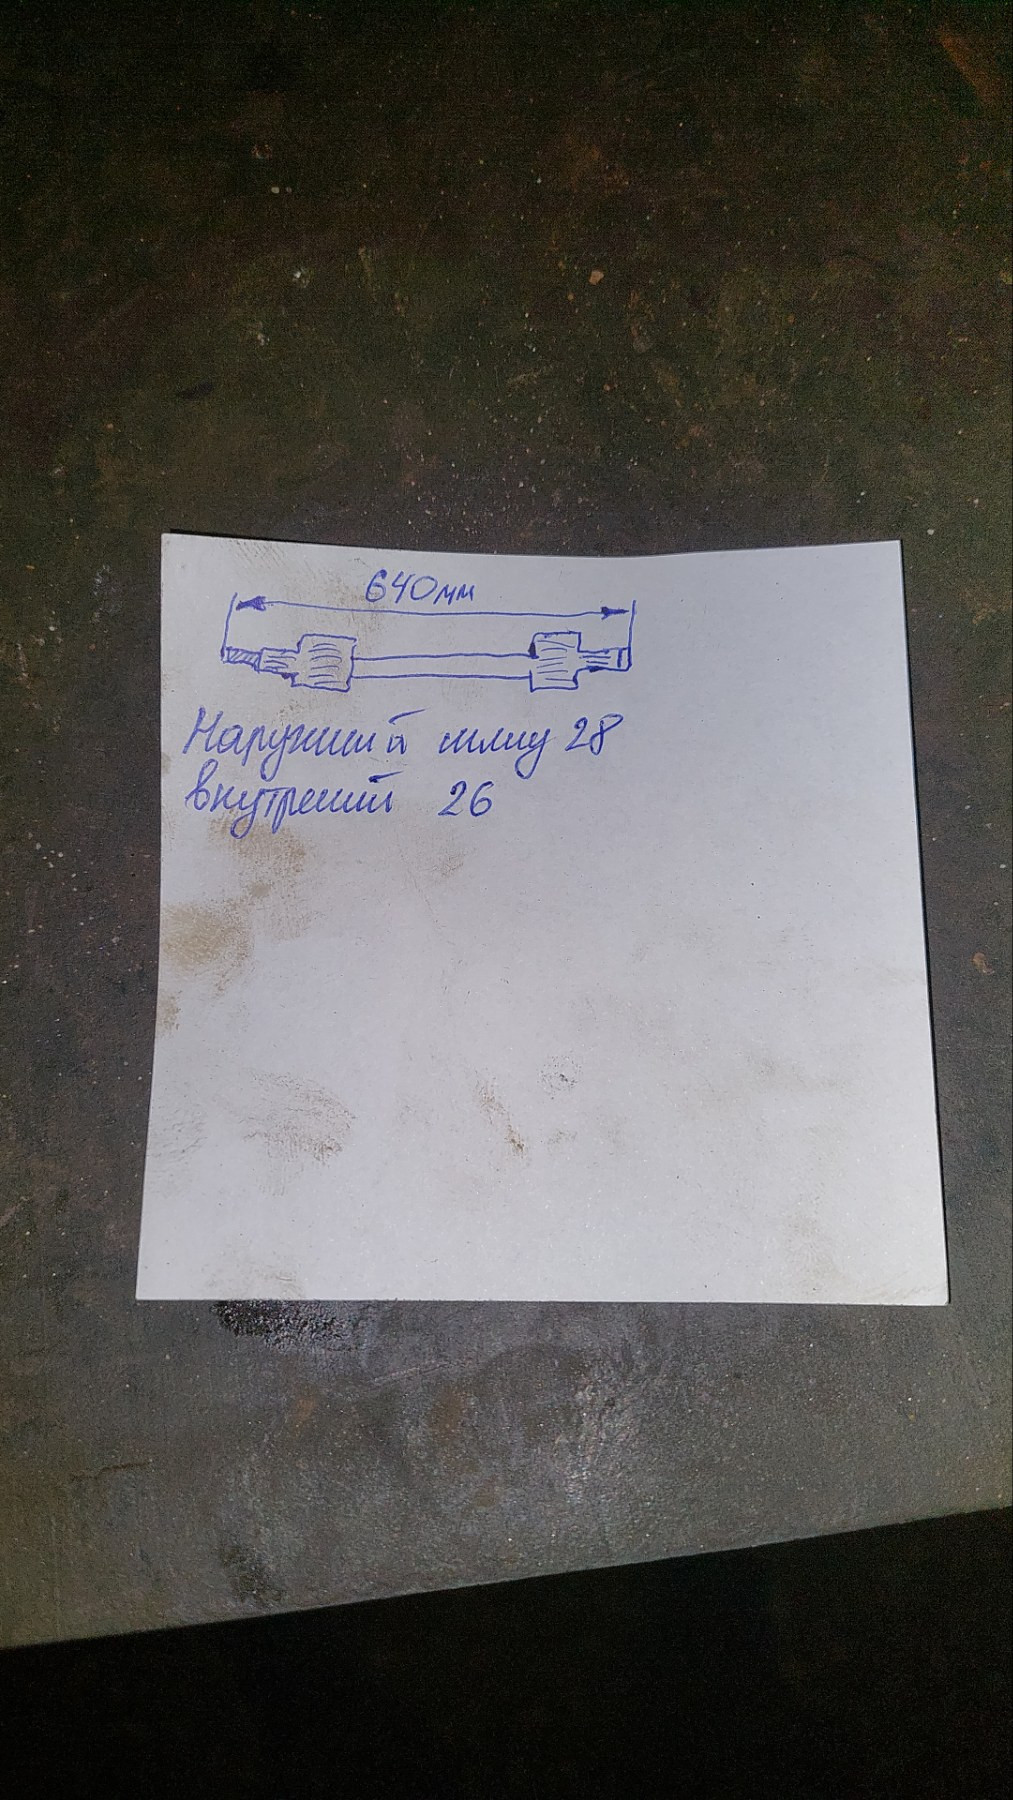 640мм
Наружний шлиц 28
внутрений 26